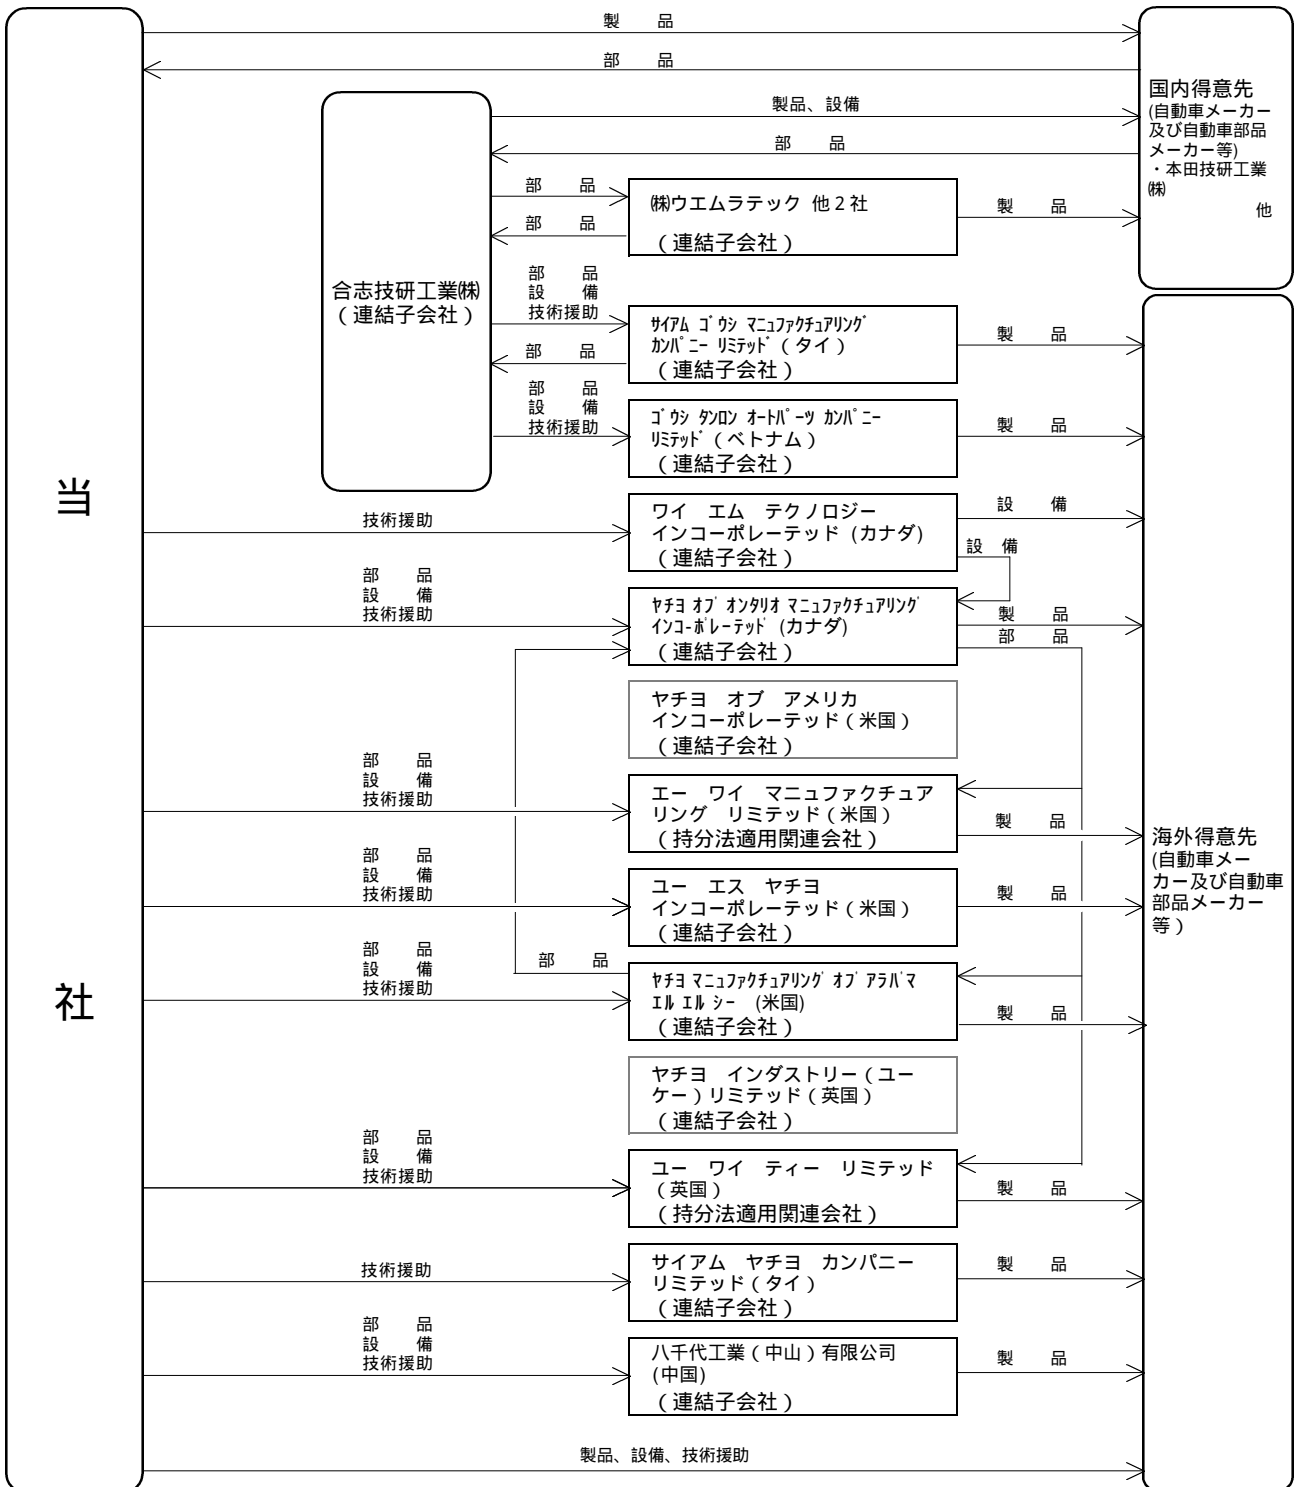 製　品
部　品
国内得意先
(自動車メーカー
及び自動車部品
メーカー等)
・本田技研工業
㈱
他
製品、設備
部　品
合志技研工業㈱
（連結子会社）
部　品
部　品
㈱ウエムラテック 他２社
（連結子会社）
製　品
部　品
設　備
技術援助
部　品
ｻｲｱﾑ ｺﾞｳｼ ﾏﾆｭﾌｧｸﾁｭｱﾘﾝｸﾞ
ｶﾝﾊﾟﾆｰ ﾘﾐﾃｯﾄﾞ（タイ）
（連結子会社）
製　品
部　品
設　備
技術援助
ｺﾞｳｼ ﾀﾝﾛﾝ ｵｰﾄﾊﾟｰﾂ ｶﾝﾊﾟﾆｰ
ﾘﾐﾃｯﾄﾞ（ベトナム）
（連結子会社）
製　品
当
社
技術援助
ワイ　エム　テクノロジー
インコーポレーテッド (カナダ)
（連結子会社）
設　備
設　備
部　品
設　備
技術援助
ﾔﾁﾖ ｵﾌﾞ ｵﾝﾀﾘｵ ﾏﾆｭﾌｧｸﾁｭｱﾘﾝｸﾞ
ｲﾝｺ-ﾎﾟﾚｰﾃｯﾄﾞ (カナダ)
（連結子会社）
製　品
部　品
ヤチヨ　オブ　アメリカ
インコーポレーテッド（米国）
（連結子会社）
部　品
設　備
技術援助
エー　ワイ　マニュファクチュア
リング　リミテッド（米国）
（持分法適用関連会社）
製　品
部　品
設　備
技術援助
ユー　エス　ヤチヨ
インコーポレーテッド（米国）
（連結子会社）
製　品
部　品
設　備
技術援助
部　品
ﾔﾁﾖ ﾏﾆｭﾌｧｸﾁｭｱﾘﾝｸﾞ ｵﾌﾞ ｱﾗﾊﾞﾏ
ｴﾙ ｴﾙ ｼｰ (米国)
（連結子会社）
製　品
ヤチヨ　インダストリー（ユー
ケー）リミテッド（英国）
（連結子会社）
部　品
設　備
技術援助
ユー　ワイ　ティー　リミテッド
（英国）
（持分法適用関連会社）
製　品
技術援助
サイアム　ヤチヨ　カンパニー
リミテッド（タイ）
（連結子会社）
製　品
部　品
設　備
技術援助
八千代工業（中山）有限公司
(中国)
（連結子会社）
製　品
海外得意先
(自動車メー
カー及び自動車
部品メーカー
等）
製品、設備、技術援助